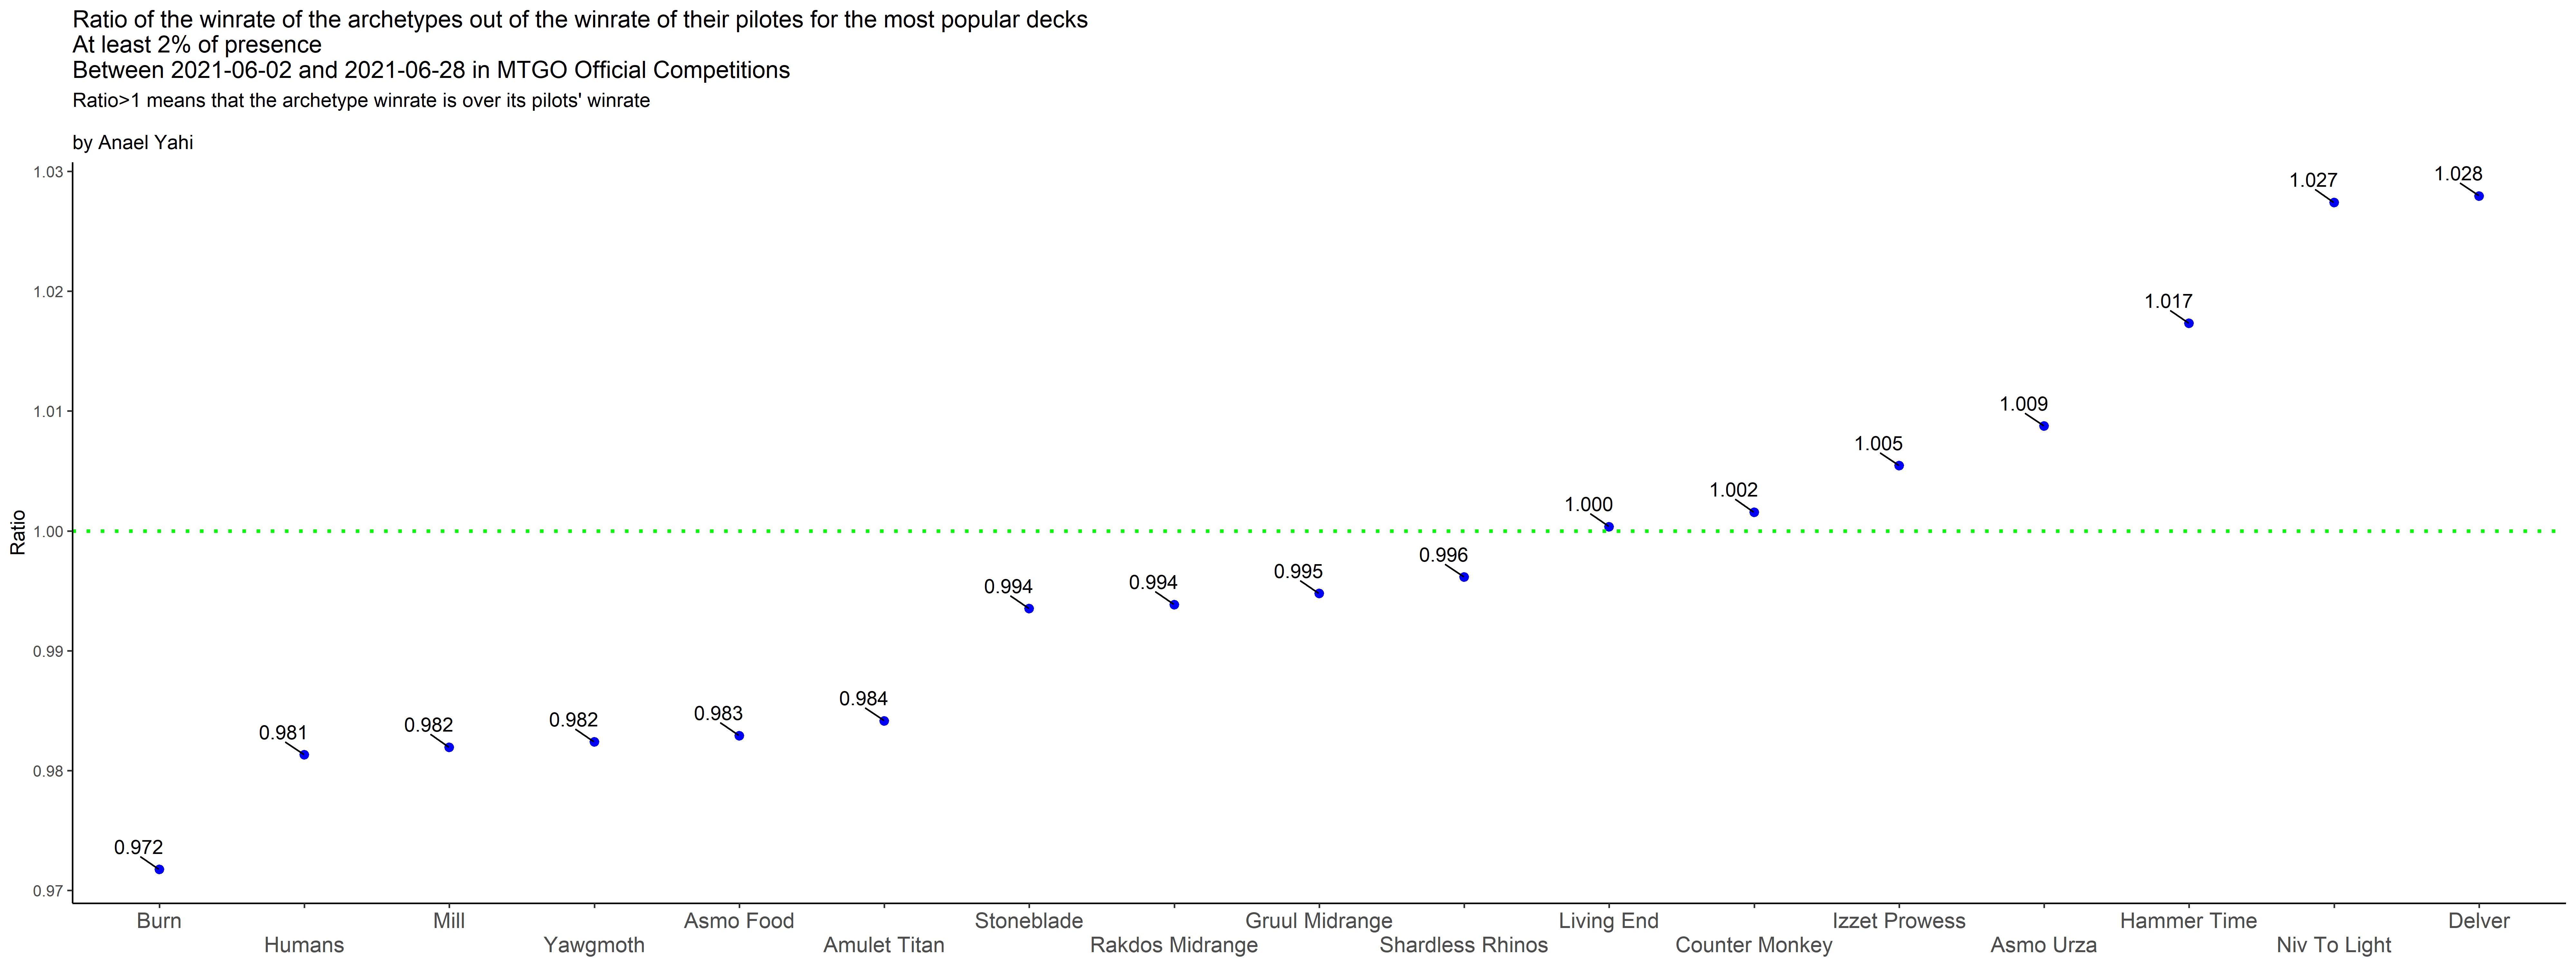 Ratio of the winrate of the archetypes out of the winrate of their pilotes for the most popular decks
At least 2% of presence
Between 2021-06-02 and 2021-06-28 in MTGO Official Competitions
Ratio>1 means that the archetype winrate is over its pilots' winrate
by Anael Yahi
Ratio
1.03
1.02
1.01
1.00
0.99
0.98
0.97
0.972
0.981
0.982
0.982
0.983
0.984
0.994
0.994
0.995
0.996
1.000
1.002
1.005
1.009
1.017
1.027
1.028
Burn
Humans
Mill
Yawgmoth
Asmo Food
Amulet Titan
Stoneblade
Rakdos Midrange
Gruul Midrange
Shardless Rhinos
Living End
Counter Monkey
Izzet Prowess
Asmo Urza
Hammer Time
Niv To Light
Delver